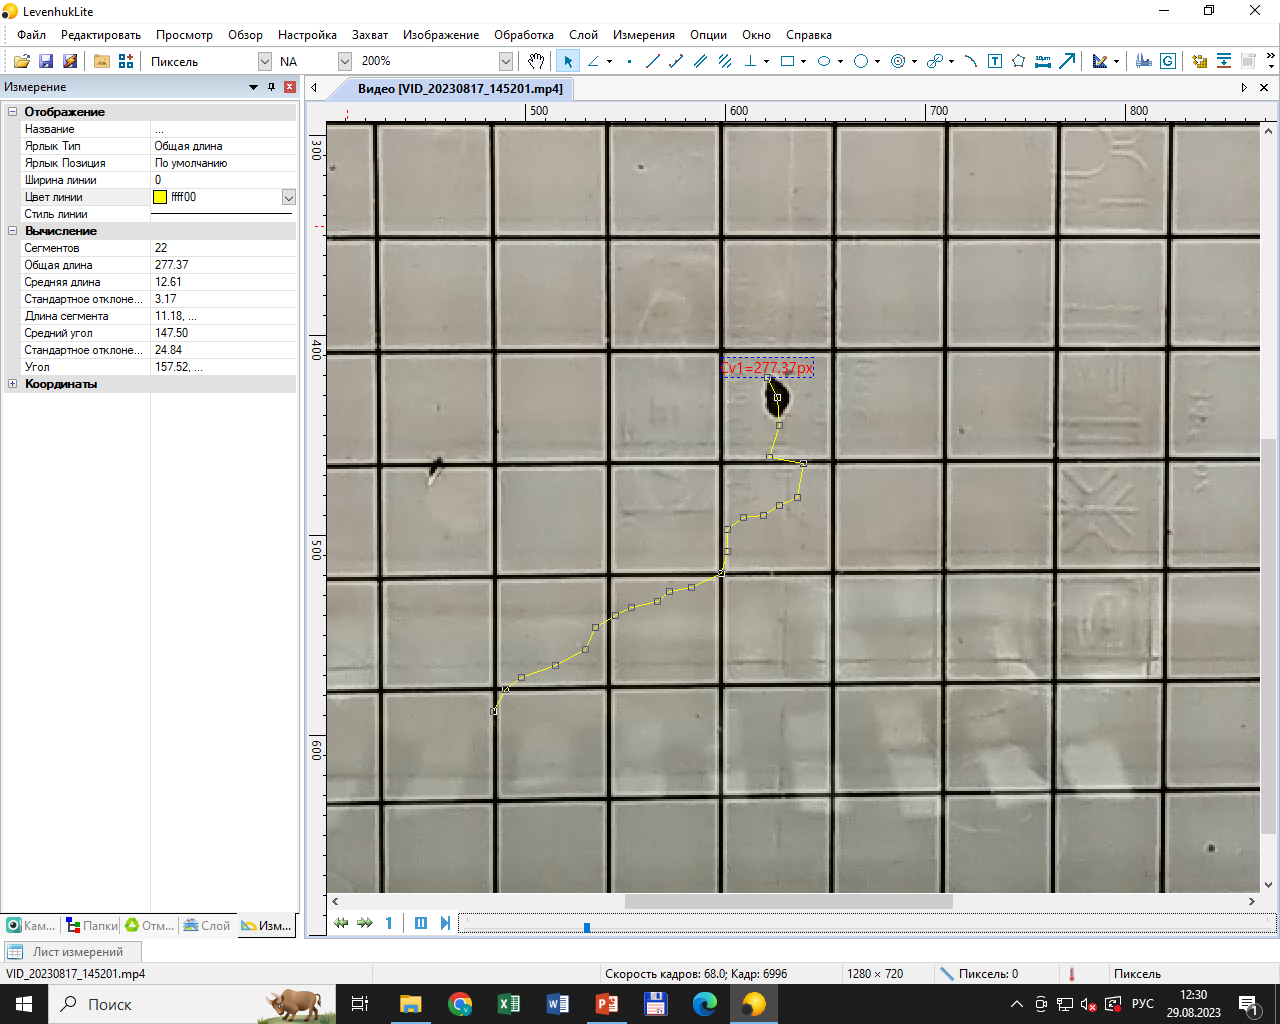 LevenhukLite
Файл Редактировать Просмотр Обзор Настройка Захват Изображение Обработка Слой Измерения Опции Окно Справка
Пиксель NA 200%
Измерение
Видео [VID_20230817_145201.mp4]
Отображение
Название ...
Ярлык Тип Общая длина
Ярлык Позиция По умолчанию
Ширина линии 0
Цвет линии ffff00
Стиль линии
Вычисление
Сегментов 22
Общая длина 277.37
Средняя длина 12.61
Стандартное отклоне... 3.17
Длина сегмента 11.18, ...
Средний угол 147.50
Стандартное отклоне... 24.84
Угол 157.52, ...
Координаты
500 600 700 800
300
400
500
600
Cv1=277.37px
Кам... Папки Отм... Слой Изм...
1
Лист измерений
VID_20230817_145201.mp4 Скорость кадров: 68.0; Кадр: 6996 1280 × 720 Пиксель: 0 Пиксель
Поиск
РУС
12:30
29.08.2023
1